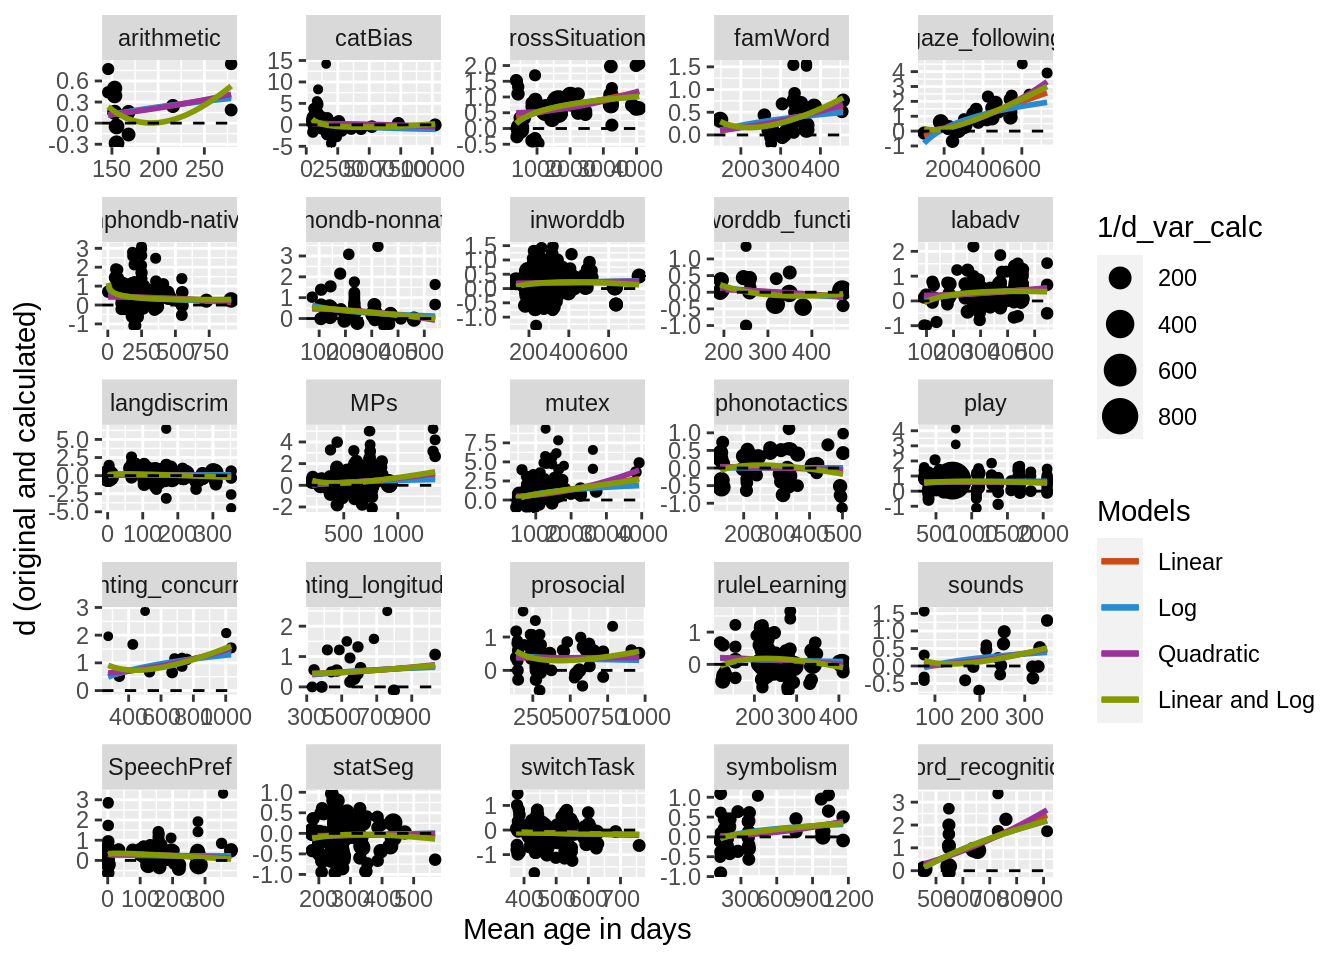 arithmetic catBias rossSituation famWord gaze_following
0.6 0.3 0.0 -0.3
15 10 5 0 -5
2.0 1.5 1.0 0.5 0.0 -0.5
1.5 1.0 0.5 0.0
4 3 2 1 0 -1
150 200 250
0 2500 5000 7500 10000
1000 2000 3000 4000
200 300 400
200 400 600
nphondb-nativ nondb-nonnat inworddb worddb_functi labadv
3 2 1 0 -1
3 2 1 0
1.5 1.0 0.5 0.0 -0.5 -1.0
1.0 0.5 0.0 -0.5 -1.0
2 1 0 -1
0 250 500 750
100 200 300 400 500
200 400 600
200 300 400
100 200 300 400 500
langdiscrim MPs mutex phonotactics play
5.0 2.5 0.0 -2.5 -5.0
4 2 0 -2
7.5 5.0 2.5 0.0
1.0 0.5 0.0 -0.5 -1.0
4 3 2 1 0 -1
0 100 200 300
500 1000
1000 2000 3000 4000
200 300 400 500
500 1000 1500 2000
nting_concurr nting_longitud prosocial ruleLearning sounds
3 2 1 0
2 1 0
1 0
1 0
1.5 1.0 0.5 0.0 -0.5
400 600 800 1000
300 500 700 900
250 500 750 1000
200 300 400
100 200 300
SpeechPref statSeg switchTask symbolism ord_recognitio
3 2 1 0
1.0 0.5 0.0 -0.5 -1.0
1 0 -1
1.0 0.5 0.0 -0.5 -1.0
3 2 1 0
0 100 200 300
200 300 400 500
400 500 600 700
300 600 900 1200
500 600 700 800 900
Mean age in days
d (original and calculated)
1/d_var_calc
200
400
600
800
Models
Linear
Log
Quadratic
Linear and Log